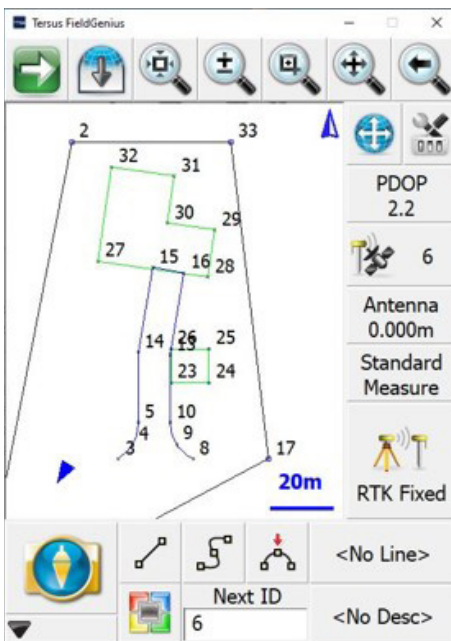 Tersus FieldGenius
2
33
32
31
30
29
27
15
16
28
14
26
13
25
23
24
5
10
4
9
3
8
17
20m
PDOP
2.2
6
Antenna
0.000m
Standard
Measure
RTK Fixed
<No Line>
Next ID
6
<No Desc>